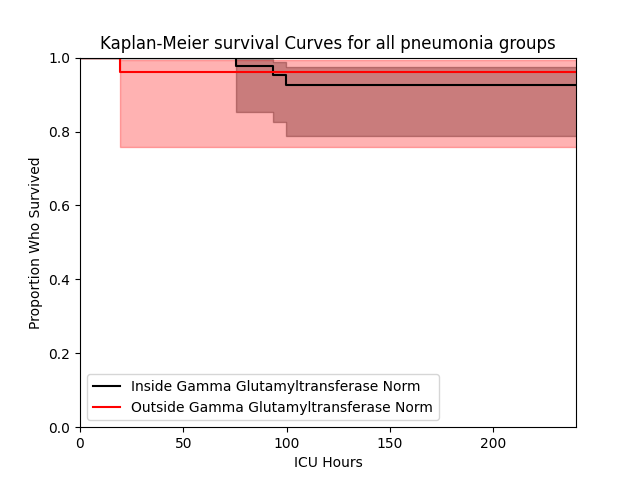 Kaplan-Meier survival Curves for all pneumonia groups
1.0
0.8
0.6
0.4
0.2
0.0
Proportion Who Survived
Inside Gamma Glutamyltransferase Norm
Outside Gamma Glutamyltransferase Norm
0 50 100 150 200
ICU Hours